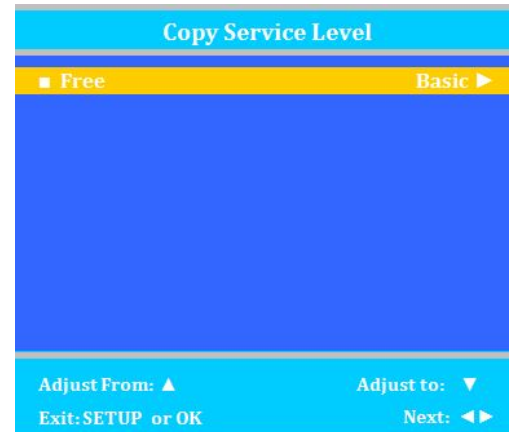 Copy Service Level
■ Free Basic ►
Adjust From: ▲ Adjust to: ▼
Exit: SETUP or OK Next: ◄►